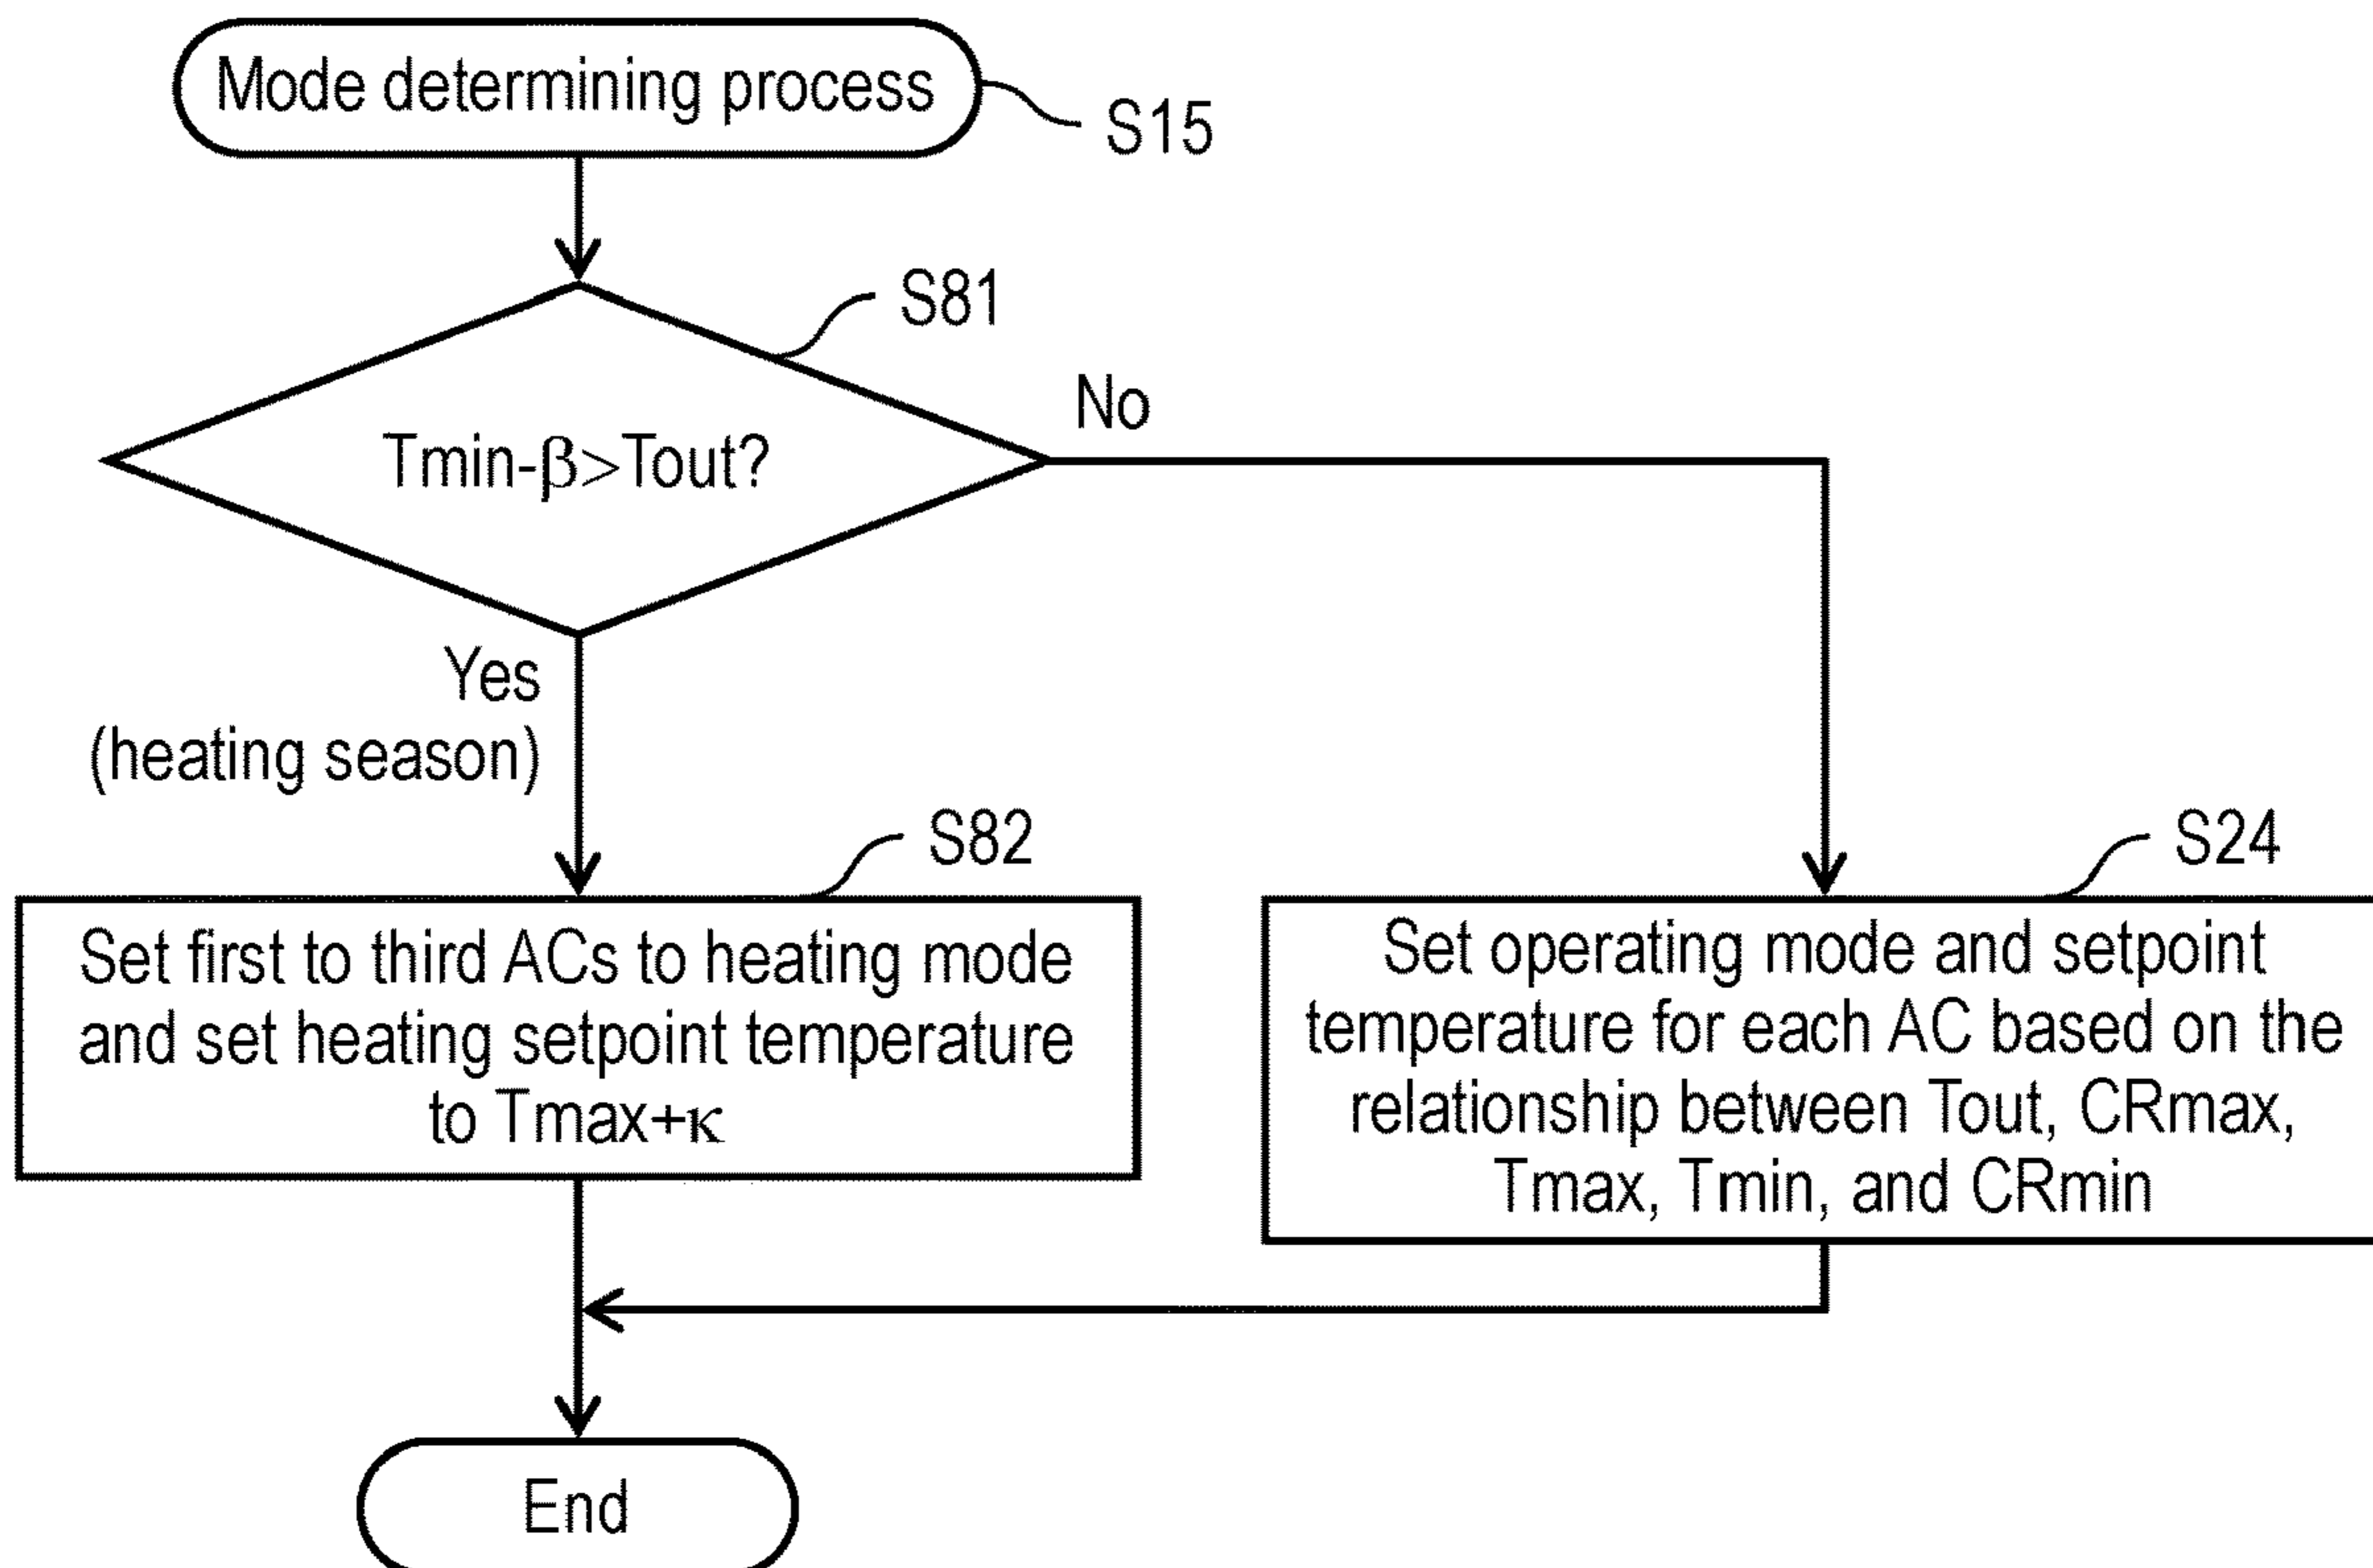 Mode determining process
S15
S81
Tmin-β>Tout?
No
Yes
(heating season)
S82
Set first to third ACs to heating mode
and set heating setpoint temperature
to Tmax+κ
S24
Set operating mode and setpoint
temperature for each AC based on the
relationship between Tout, CRmax,
Tmax, Tmin, and CRmin
End